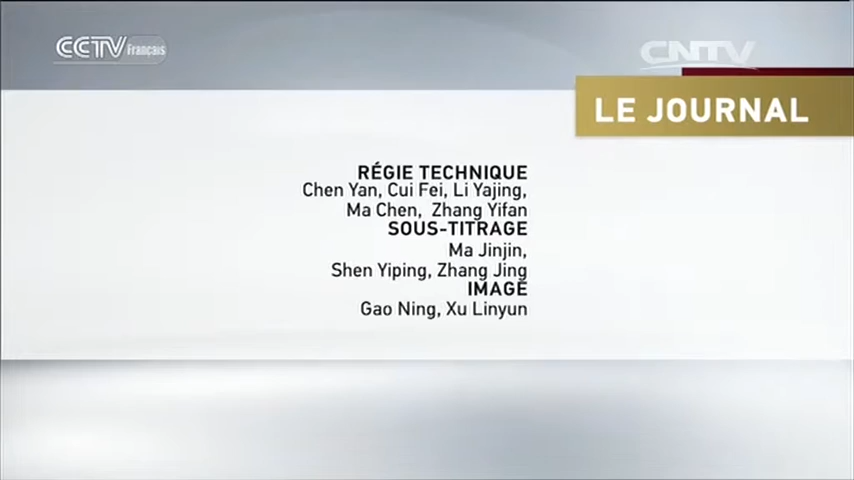 CCTV Français
CNTV
LE JOURNAL
RÉGIE TECHNIQUE
Chen Yan, Cui Fei, Li Yajing,
Ma Chen, Zhang Yifan
SOUS-TITRAGE
Ma Jinjin,
Shen Yiping, Zhang Jing
IMAGE
Gao Ning, Xu Linyun